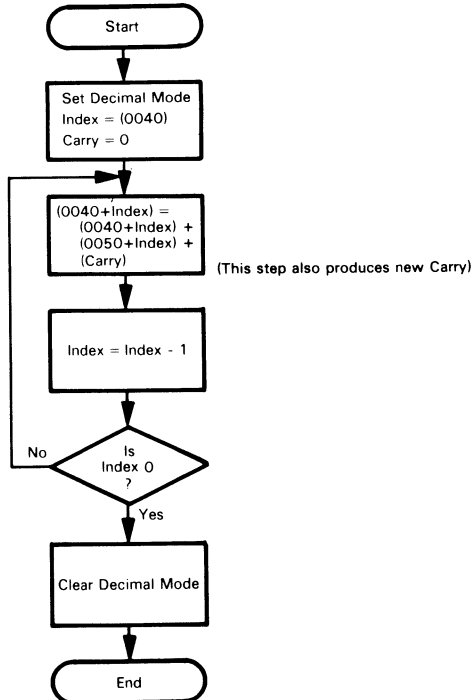 Start
Set Decimal Mode
Index = (0040)
Carry = 0
(0040+Index) =
(0040+Index) +
(0050+Index) +
(Carry)
(This step also produces new Carry)
Index = Index - 1
Is
Index 0
?
No
Yes
Clear Decimal Mode
End